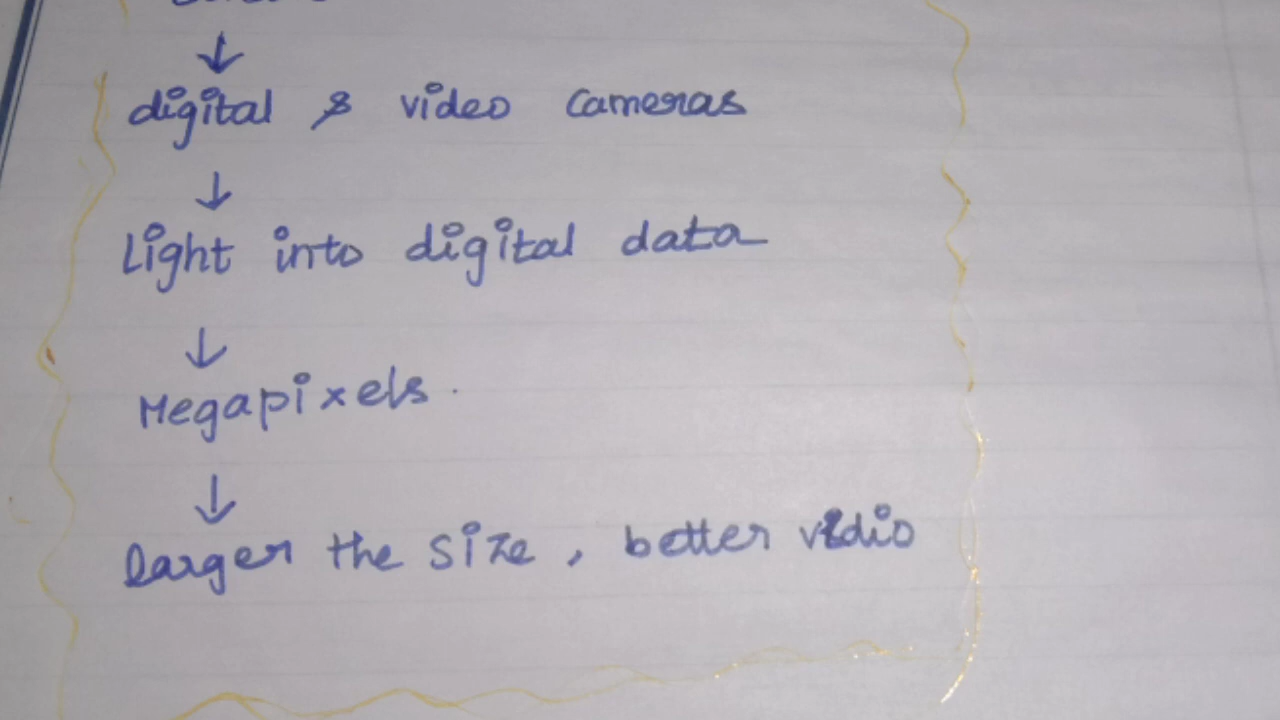 ↓
digital & video cameras
↓
Light into digital data
↓
Megapixels.
↓
larger the size, better vidio